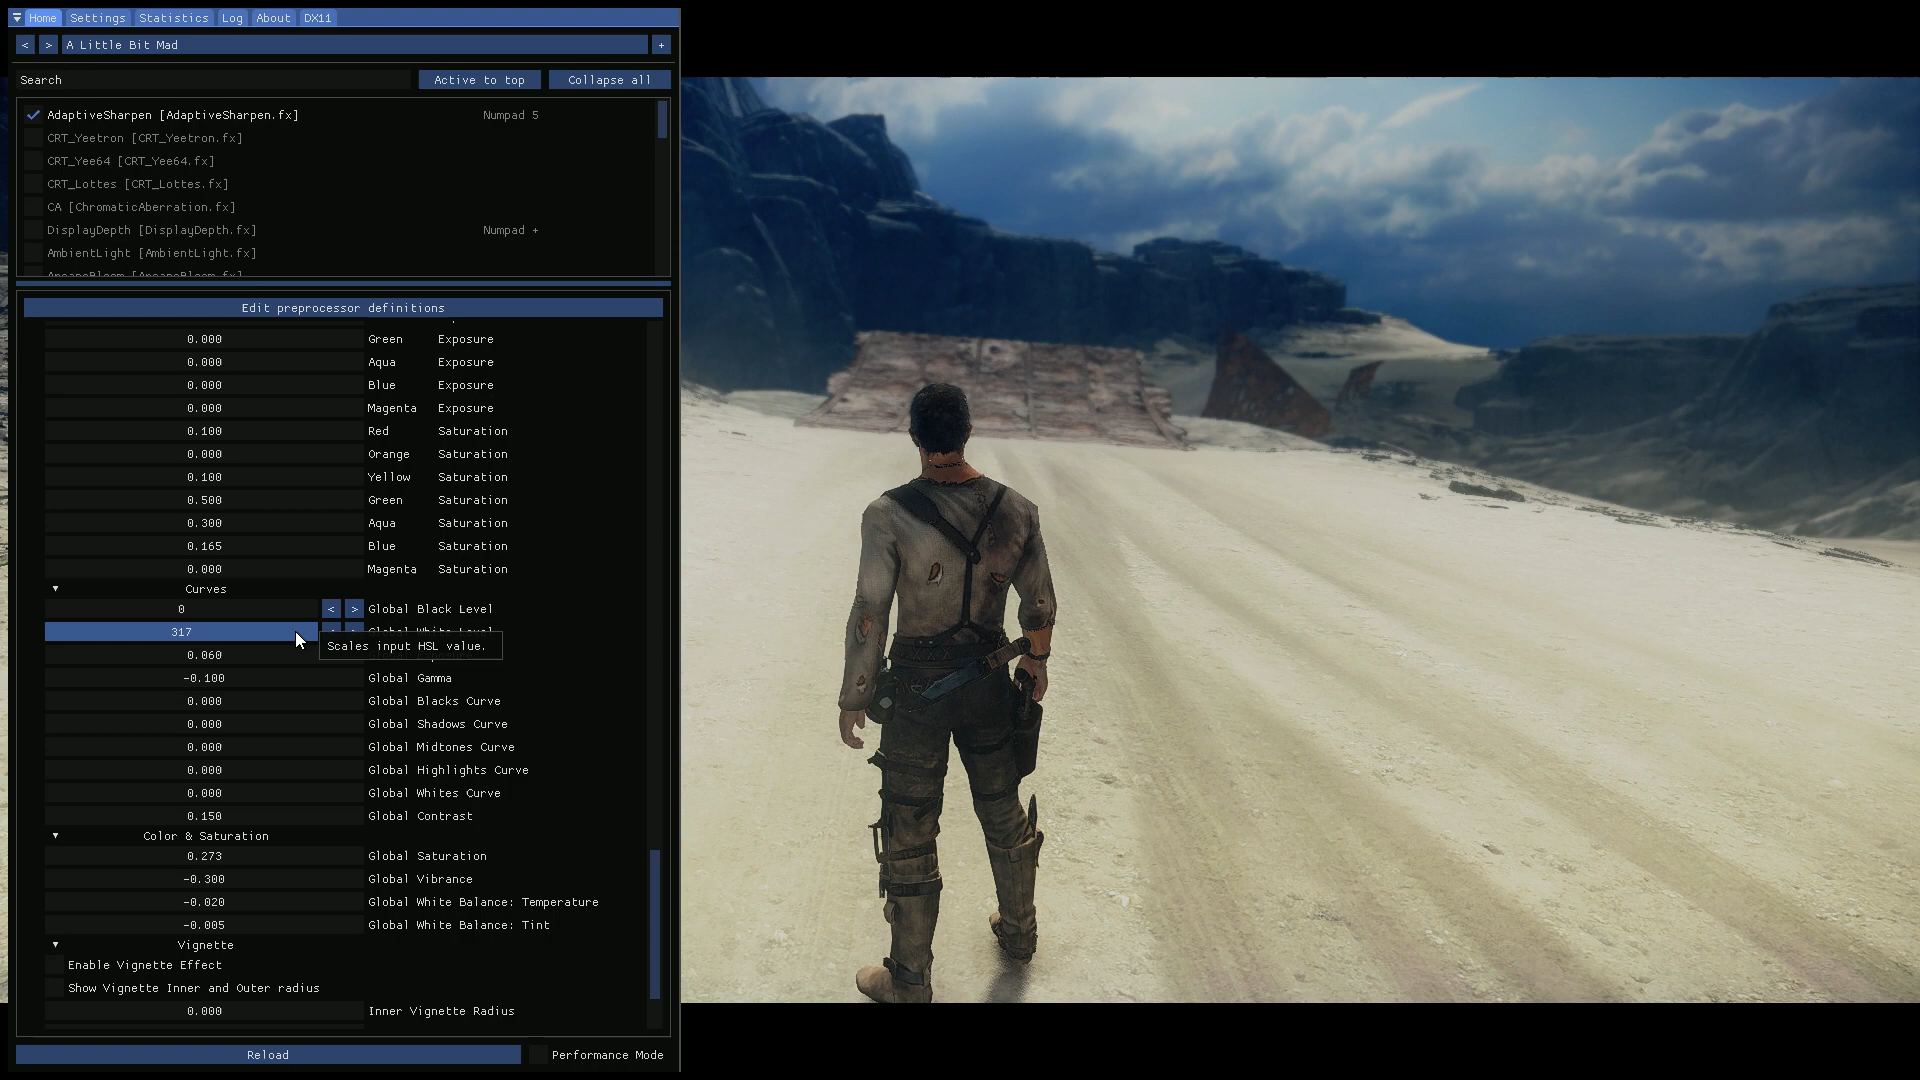 Home Settings Statistics Log About DX11
< > A Little Bit Mad +
Search Active to top Collapse all
AdaptiveSharpen [AdaptiveSharpen.fx] Numpad 5
CRT_Yeetron [CRT_Yeetron.fx]
CRT_Yee64 [CRT_Yee64.fx]
CRT_Lottes [CRT_Lottes.fx]
CA [ChromaticAberration.fx]
DisplayDepth [DisplayDepth.fx] Numpad +
AmbientLight [AmbientLight.fx]
Edit preprocessor definitions
0.000 Green Exposure
0.000 Aqua Exposure
0.000 Blue Exposure
0.000 Magenta Exposure
0.100 Red Saturation
0.000 Orange Saturation
0.100 Yellow Saturation
0.500 Green Saturation
0.300 Aqua Saturation
0.165 Blue Saturation
0.000 Magenta Saturation
Curves
0 < > Global Black Level
317 Global White Level
Scales input HSL value.
0.060
-0.100 Global Gamma
0.000 Global Blacks Curve
0.000 Global Shadows Curve
0.000 Global Midtones Curve
0.000 Global Highlights Curve
0.000 Global Whites Curve
0.150 Global Contrast
Color & Saturation
0.273 Global Saturation
-0.300 Global Vibrance
-0.020 Global White Balance: Temperature
-0.005 Global White Balance: Tint
Vignette
Enable Vignette Effect
Show Vignette Inner and Outer radius
0.000 Inner Vignette Radius
Reload Performance Mode